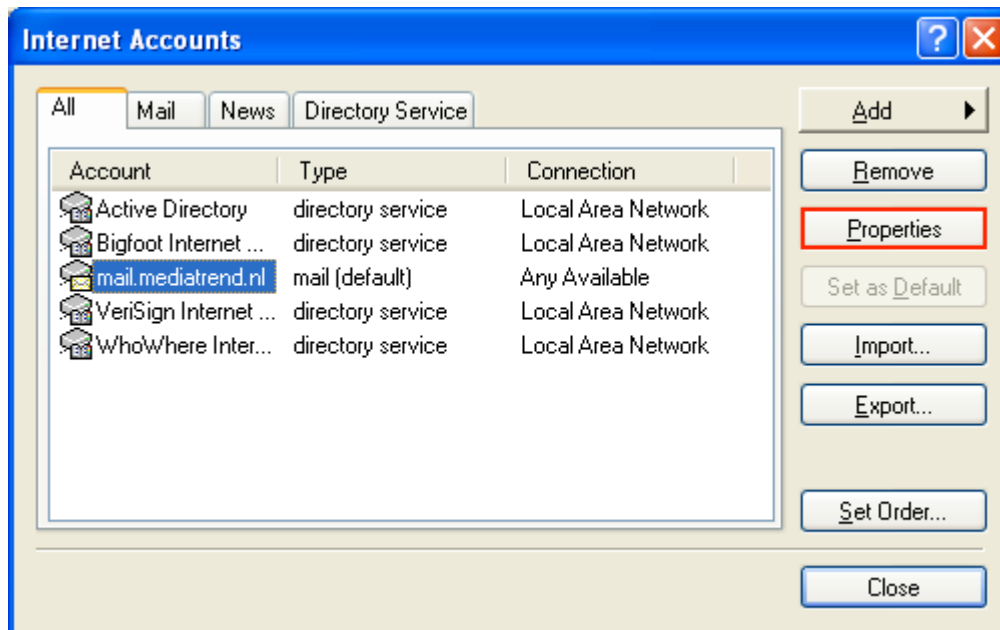 Internet Accounts
?
All Mail News Directory Service
Account Type Connection
Active Directory directory service Local Area Network
Bigfoot Internet ... directory service Local Area Network
mail.mediatrend.nl mail (default) Any Available
VeriSign Internet ... directory service Local Area Network
WhoWhere Inter... directory service Local Area Network
Add
Remove
Properties
Set as Default
Import...
Export...
Set Order...
Close